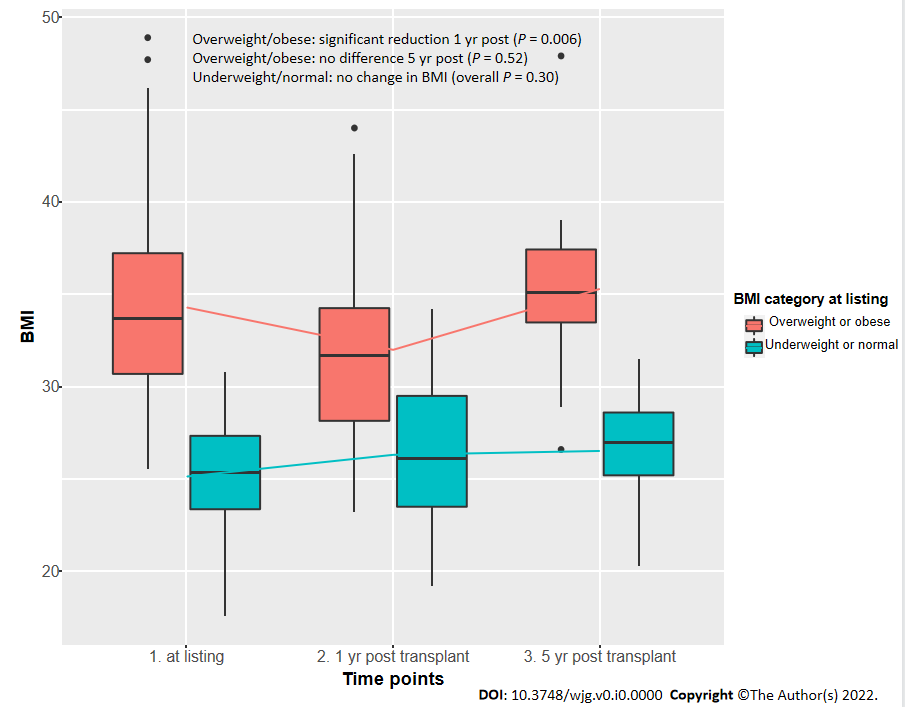 50
Overweight/obese: significant reduction 1 yr post (P = 0.006)
Overweight/obese: no difference 5 yr post (P = 0.52)
Underweight/normal: no change in BMI (overall P = 0.30)
40
BMI
BMI category at listing
Overweight or obese
Underweight or normal
30
20
1. at listing
2. 1 yr post transplant
3. 5 yr post transplant
Time points
DOI: 10.3748/wjg.v0.i0.0000 Copyright ©The Author(s) 2022.